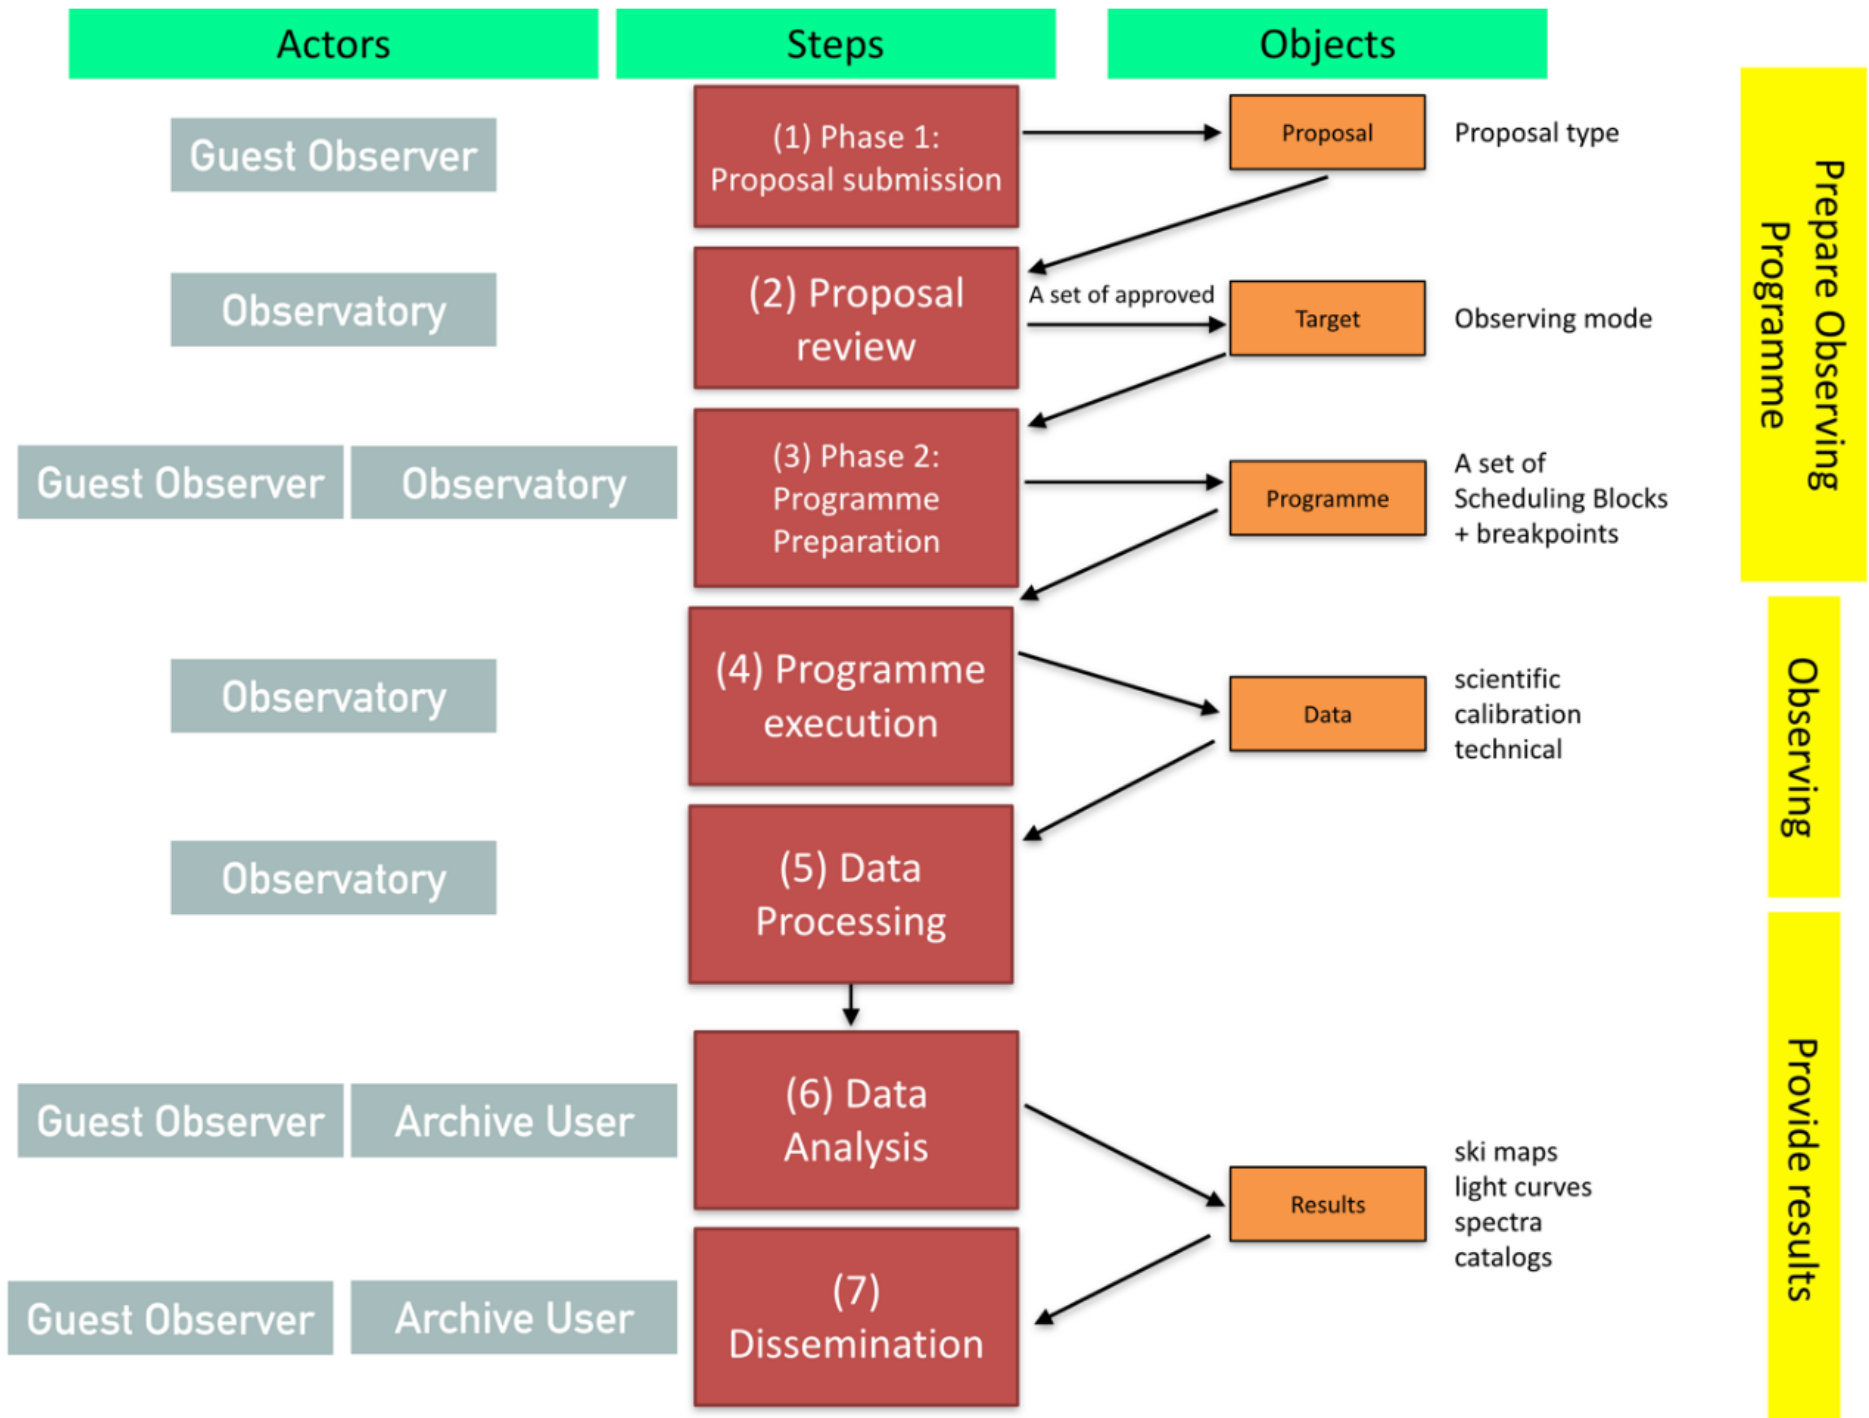 Actors
Steps
Objects
Guest Observer
(1) Phase 1:
Proposal submission
Proposal
Proposal type
Observatory
(2) Proposal
review
A set of approved
Target
Observing mode
Guest Observer
Observatory
(3) Phase 2:
Programme
Preparation
Programme
A set of
Scheduling Blocks
+ breakpoints
Prepare Observing
Programme
Observatory
(4) Programme
execution
Data
scientific
calibration
technical
Observing
Observatory
(5) Data
Processing
Guest Observer
Archive User
(6) Data
Analysis
Results
ski maps
light curves
spectra
catalogs
Guest Observer
Archive User
(7)
Dissemination
Provide results